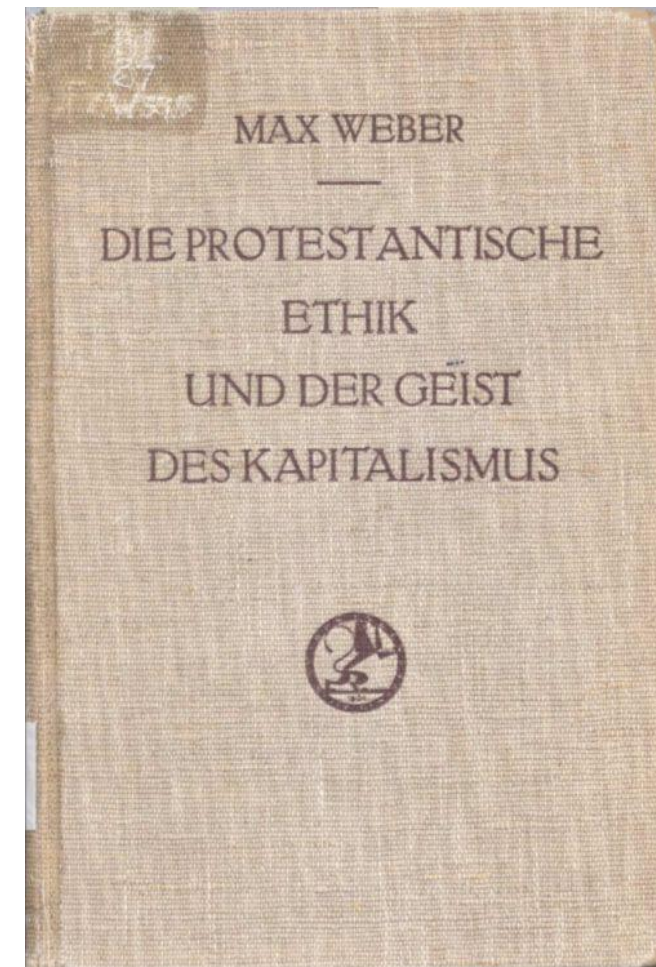 MAX WEBER
DIE PROTESTANTISCHE
ETHIK
UND DER GEIST
DES KAPITALISMUS